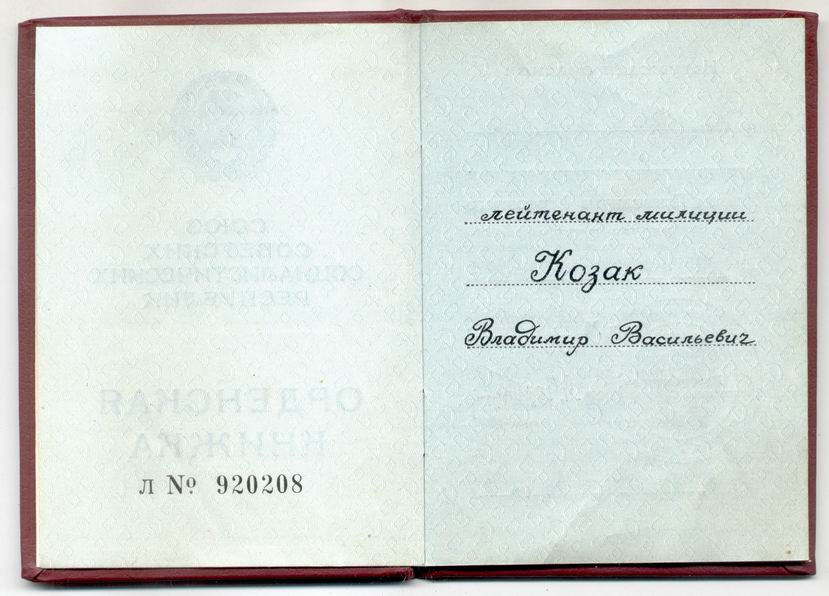 СОЮЗ
СОВЕТСКИХ
СОЦИАЛИСТИЧЕСКИХ
РЕСПУБЛИК
ОРДЕНСКАЯ
КНИЖКА
Л № 920208
лейтенант милиции
Козак
Владимир Васильевич